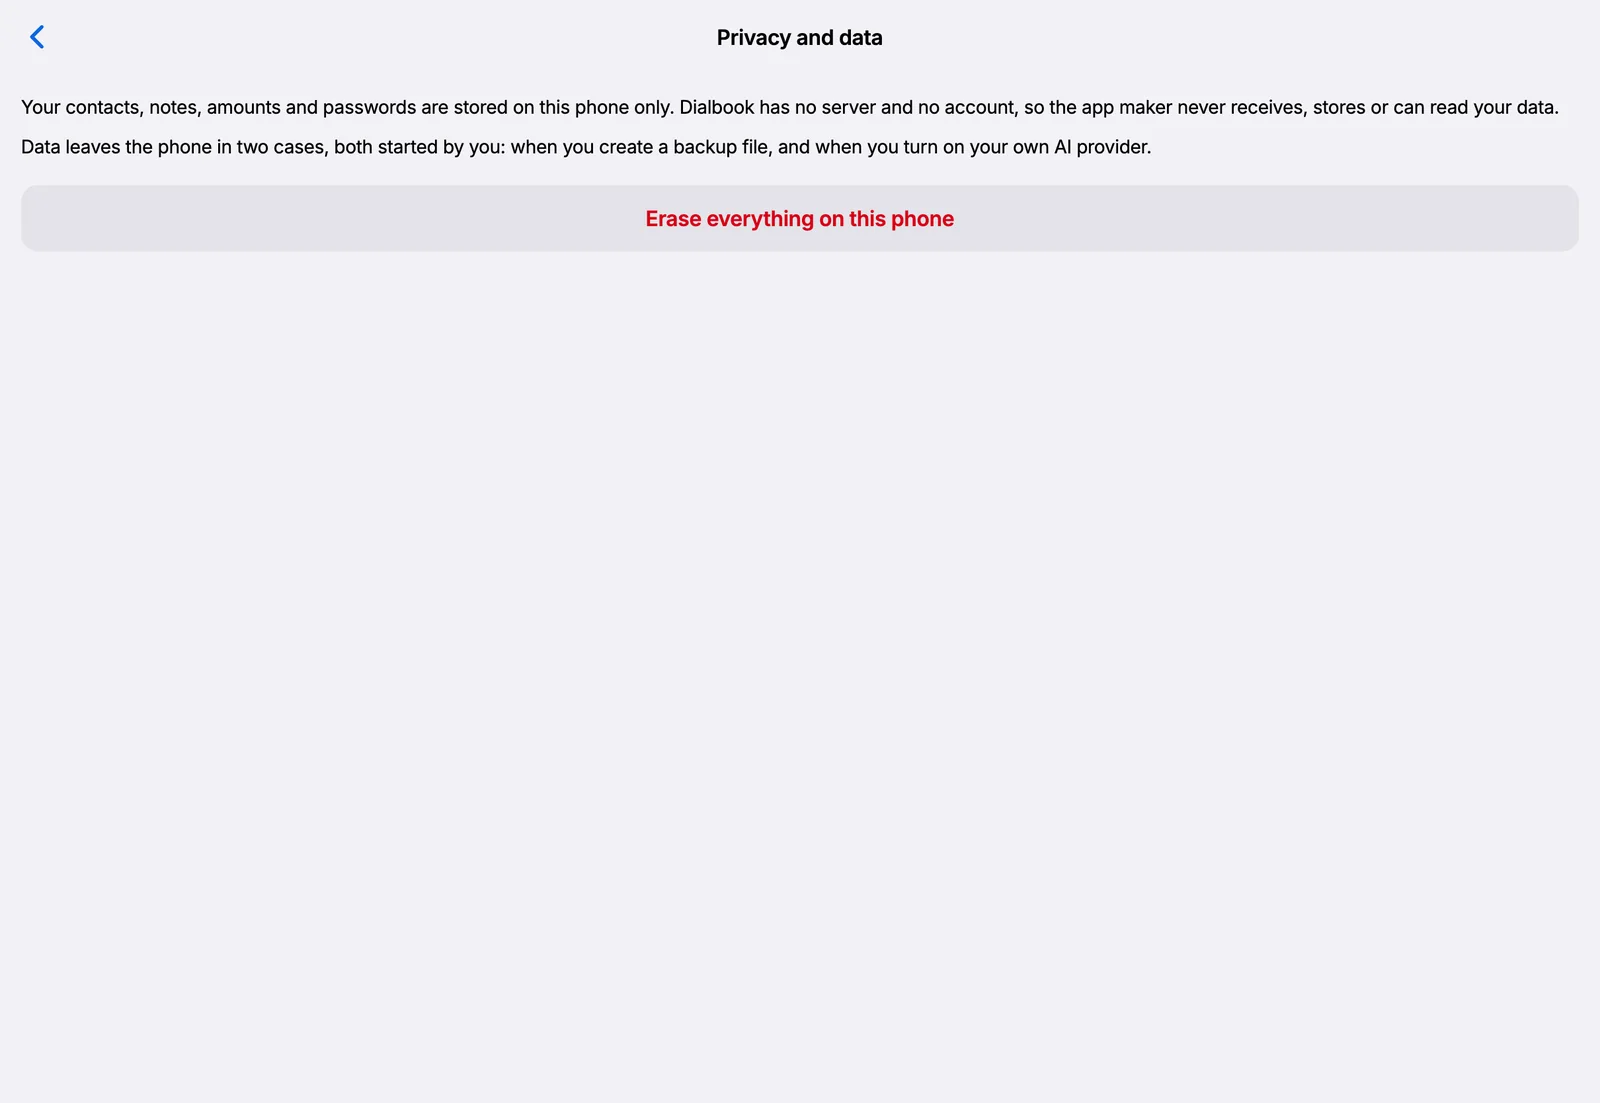 Privacy and data
Your contacts, notes, amounts and passwords are stored on this phone only. Dialbook has no server and no account, so the app maker never receives, stores or can read your data.
Data leaves the phone in two cases, both started by you: when you create a backup file, and when you turn on your own AI provider.
Erase everything on this phone